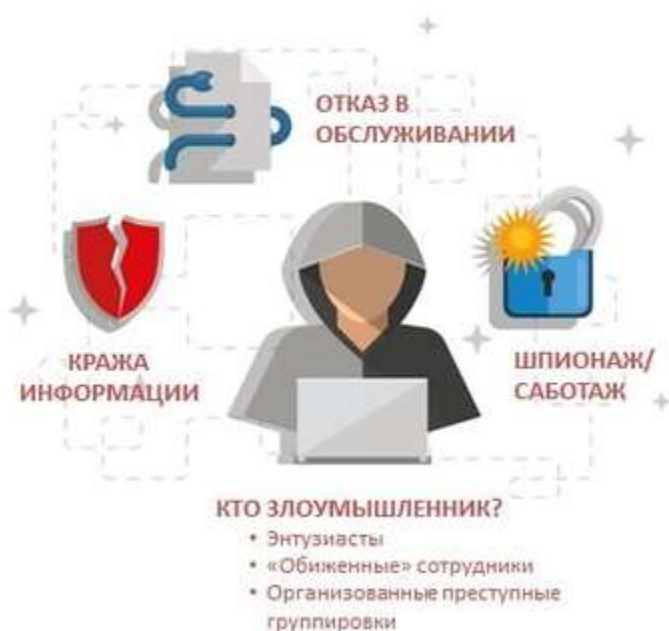 ОТКАЗ В
ОБСЛУЖИВАНИИ
КРАЖА
ИНФОРМАЦИИ
ШПИОНАЖ/
САБОТАЖ
КТО ЗЛОУМЫШЛЕННИК?
• Энтузиасты
• «Обиженные» сотрудники
• Организованные преступные
группировки